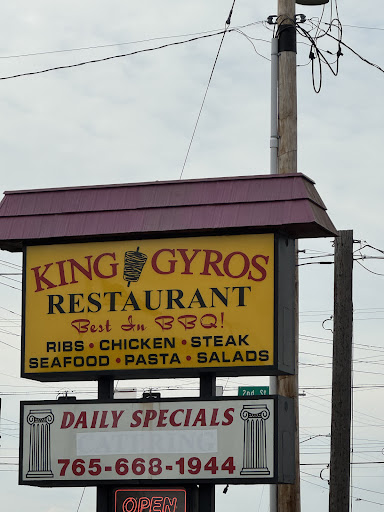 KING GYROS
RESTAURANT
Best In BBQ!
RIBS • CHICKEN • STEAK
SEAFOOD • PASTA • SALADS
2nd St
DAILY SPECIALS
CATERING
765-668-1944
OPEN